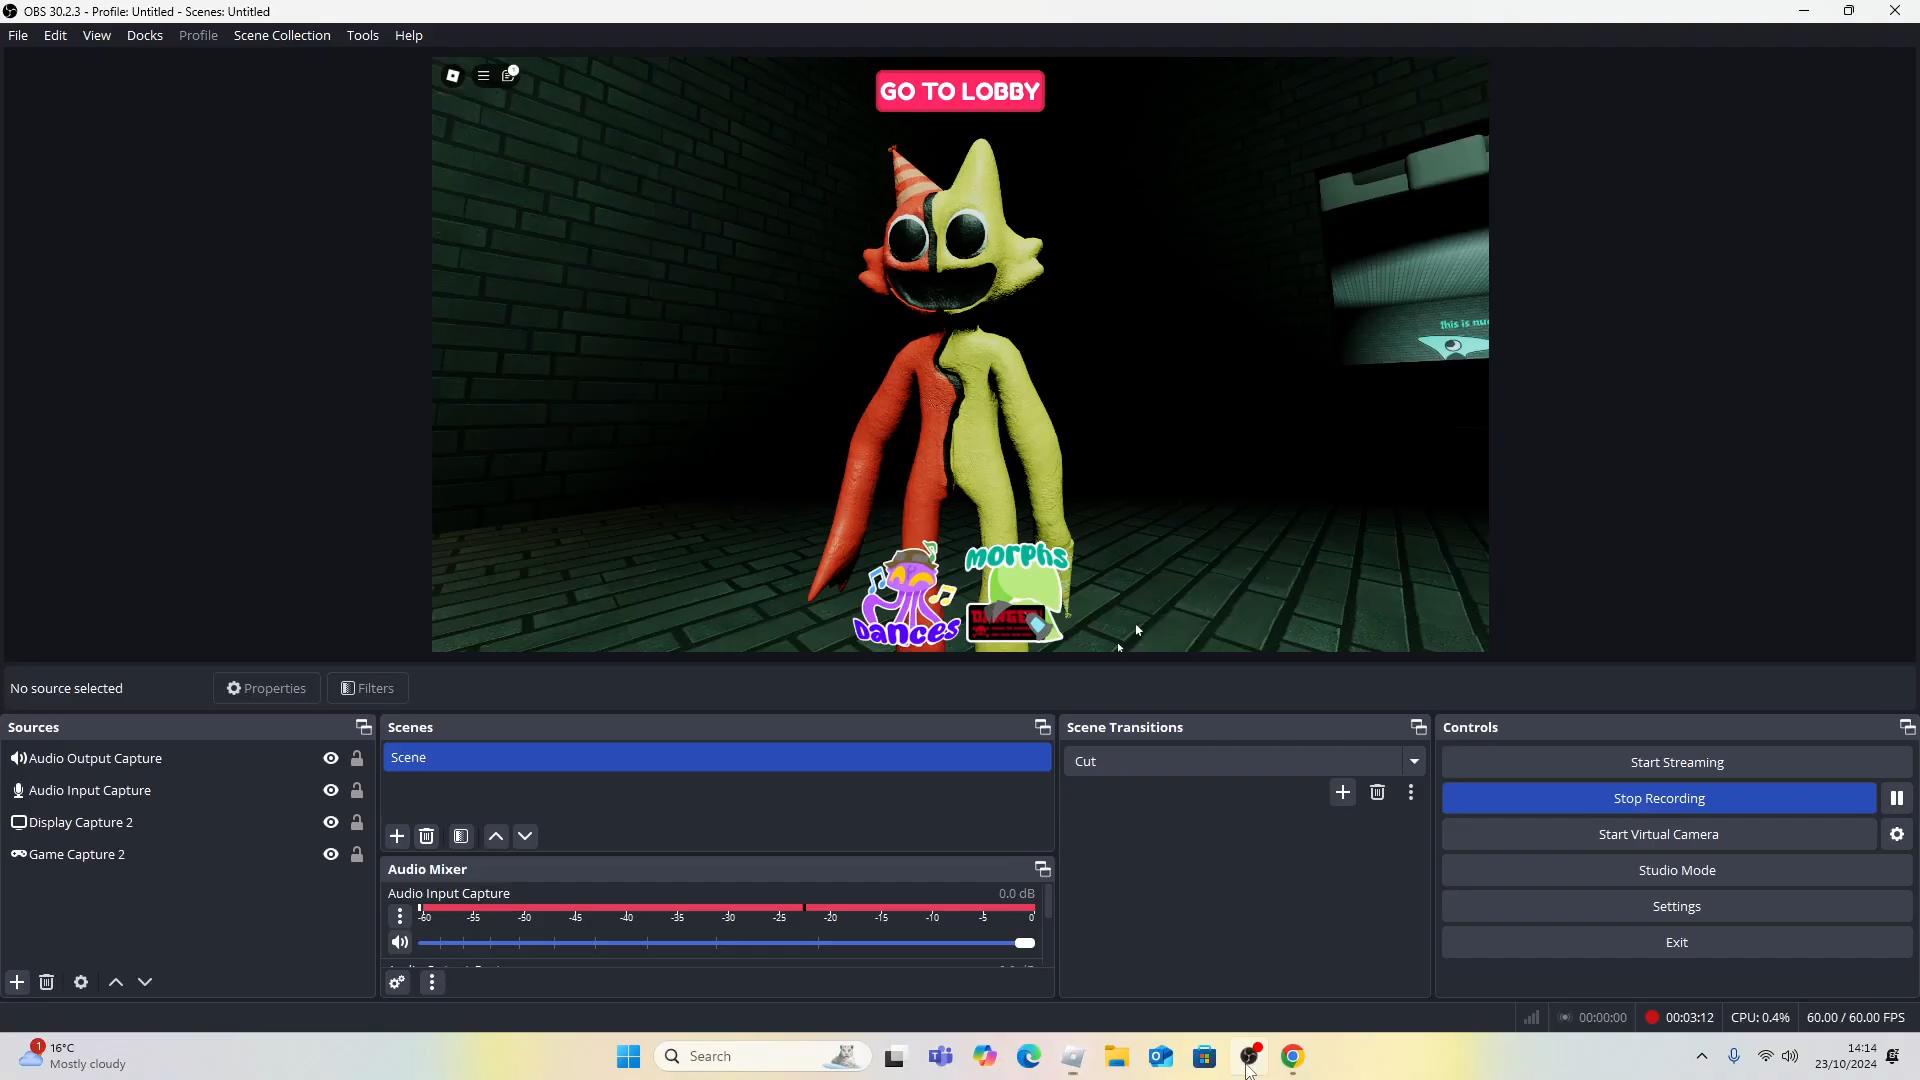 OBS 30.2.3 - Profile: Untitled - Scenes: Untitled
File Edit View Docks Profile Scene Collection Tools Help
1
GO TO LOBBY
this is
morphs
DANGER
Dances
No source selected
Properties
Filters
Sources
Scenes
Scene Transitions
Controls
Audio Output Capture
Audio Input Capture
Display Capture 2
Game Capture 2
Scene
Audio Mixer
Audio Input Capture
0.0 dB
-60 -55 -50 -45 -40 -35 -30 -25 -20 -15 -10 -5 0
Cut
Start Streaming
Stop Recording
Start Virtual Camera
Studio Mode
Settings
Exit
00:00:00
00:03:12
CPU: 0.4%
60.00 / 60.00 FPS
1
16°C
Mostly cloudy
Search
14:14
23/10/2024